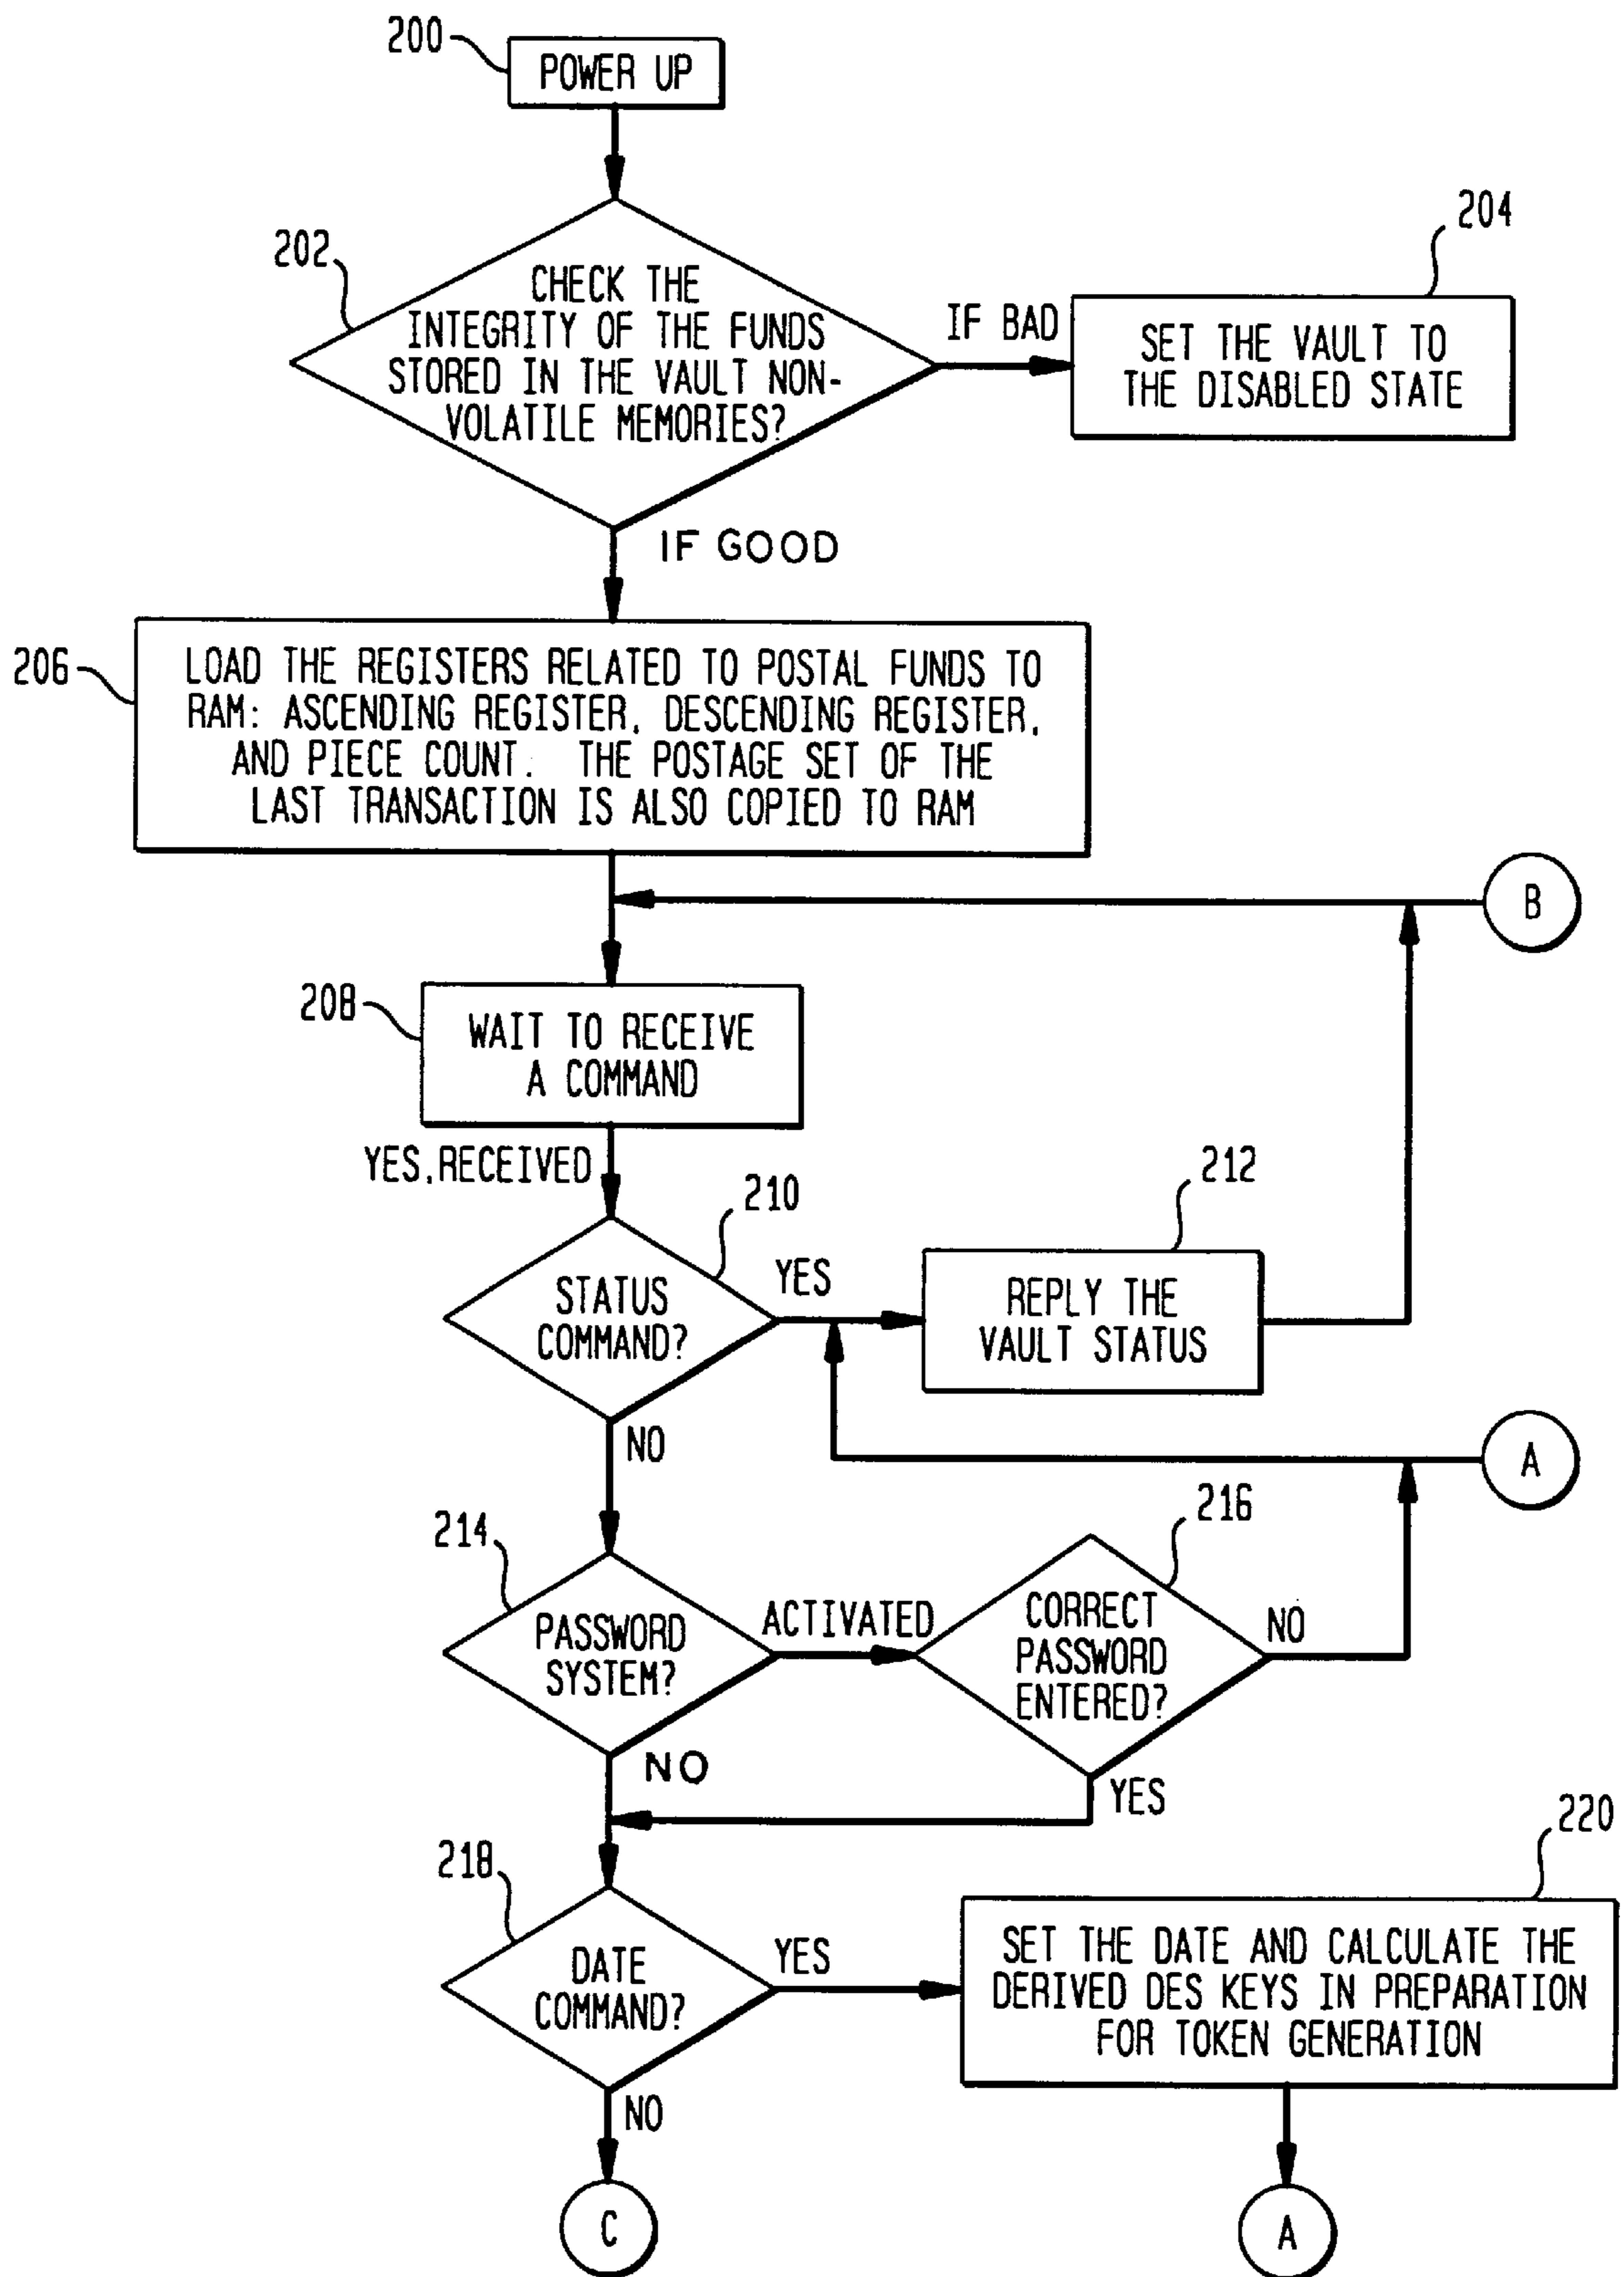 200
POWER UP
202
CHECK THE
INTEGRITY OF THE FUNDS
STORED IN THE VAULT NON-
VOLATILE MEMORIES?
IF BAD
204
SET THE VAULT TO
THE DISABLED STATE
IF GOOD
206
LOAD THE REGISTERS RELATED TO POSTAL FUNDS TO
RAM: ASCENDING REGISTER, DESCENDING REGISTER,
AND PIECE COUNT. THE POSTAGE SET OF THE
LAST TRANSACTION IS ALSO COPIED TO RAM
B
208
WAIT TO RECEIVE
A COMMAND
YES,RECEIVED
210
STATUS
COMMAND?
YES
212
REPLY THE
VAULT STATUS
NO
A
214
PASSWORD
SYSTEM?
ACTIVATED
216
CORRECT
PASSWORD
ENTERED?
NO
NO
YES
218
DATE
COMMAND?
YES
220
SET THE DATE AND CALCULATE THE
DERIVED DES KEYS IN PREPARATION
FOR TOKEN GENERATION
NO
C
A